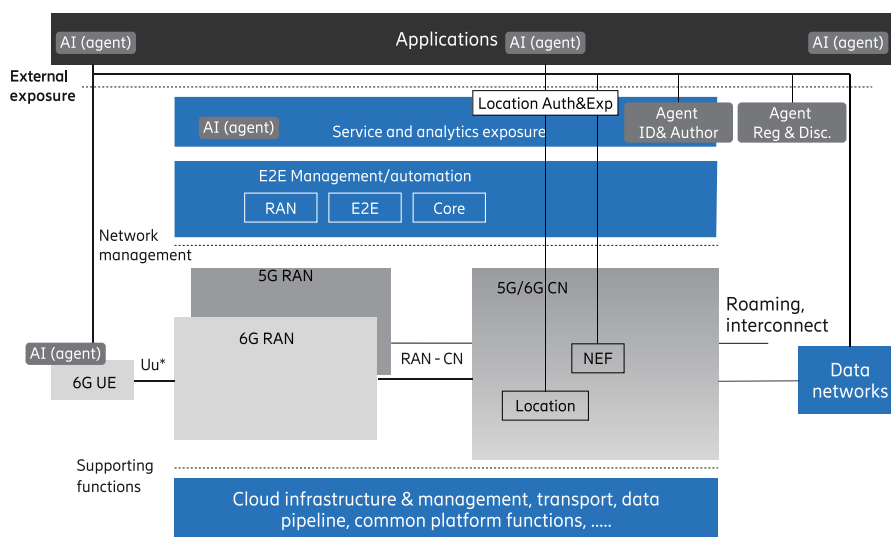 Applications
AI (agent)
AI (agent)
AI (agent)
External
exposure
Location Auth&Exp
AI (agent)
Service and analytics exposure
Agent
ID& Author
Agent
Reg & Disc.
E2E Management/automation
RAN
E2E
Core
Network
management
5G RAN
5G/6G CN
6G RAN
Roaming,
interconnect
AI (agent)
6G UE
Uu*
RAN - CN
NEF
Location
Data
networks
Supporting
functions
Cloud infrastructure & management, transport, data
pipeline, common platform functions, .....